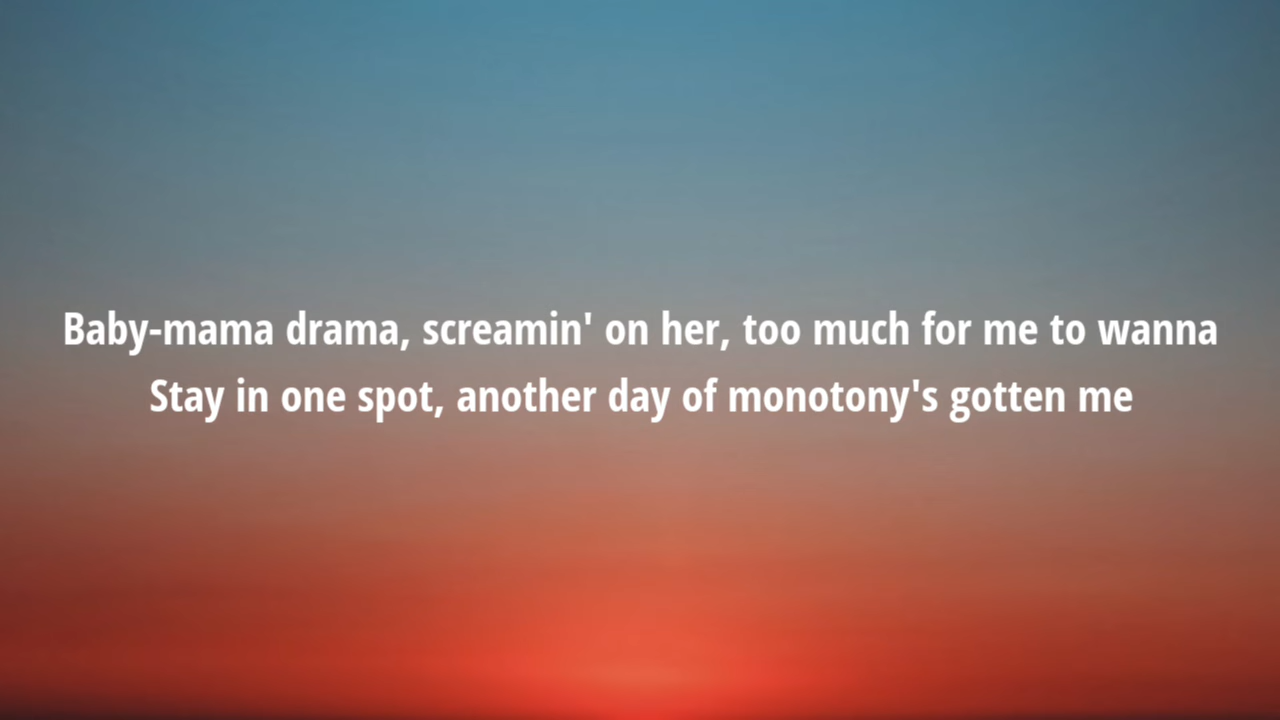 Baby-mama drama, screamin' on her, too much for me to wanna
Stay in one spot, another day of monotony's gotten me